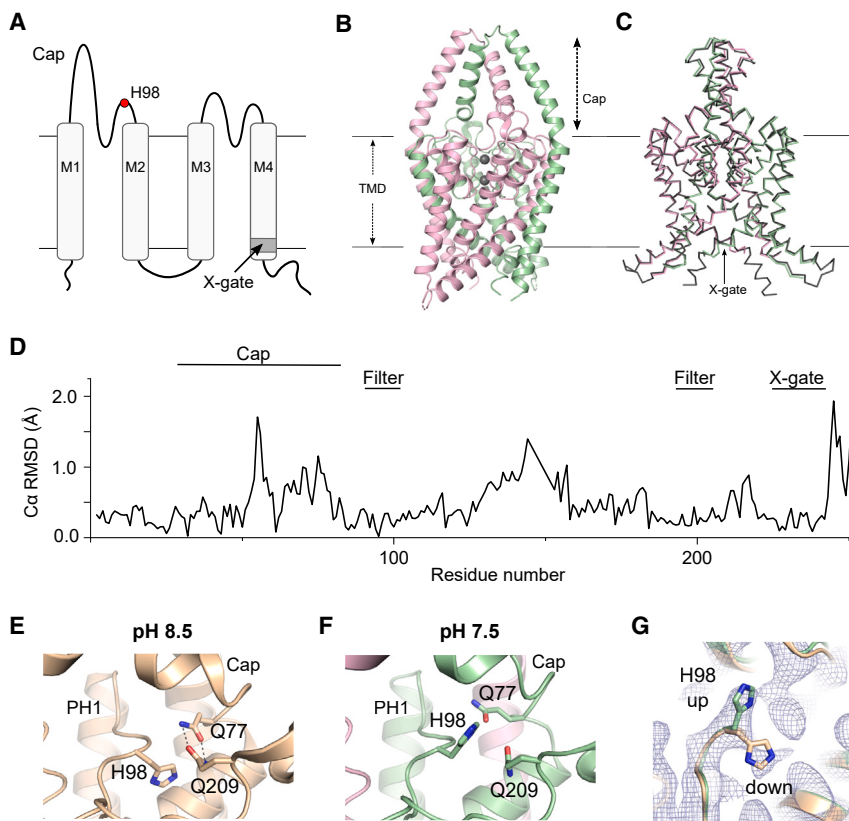 A
Cap
H98
M1
M2
M3
M4
X-gate
B
Cap
TMD
C
X-gate
D
Cap
Filter
Filter
X-gate
2.0
1.0
0.0
Cα RMSD (Å)
100
200
Residue number
E
pH 8.5
Cap
PH1
Q77
H98
Q209
F
pH 7.5
Cap
PH1
Q77
H98
Q209
G
H98
up
down